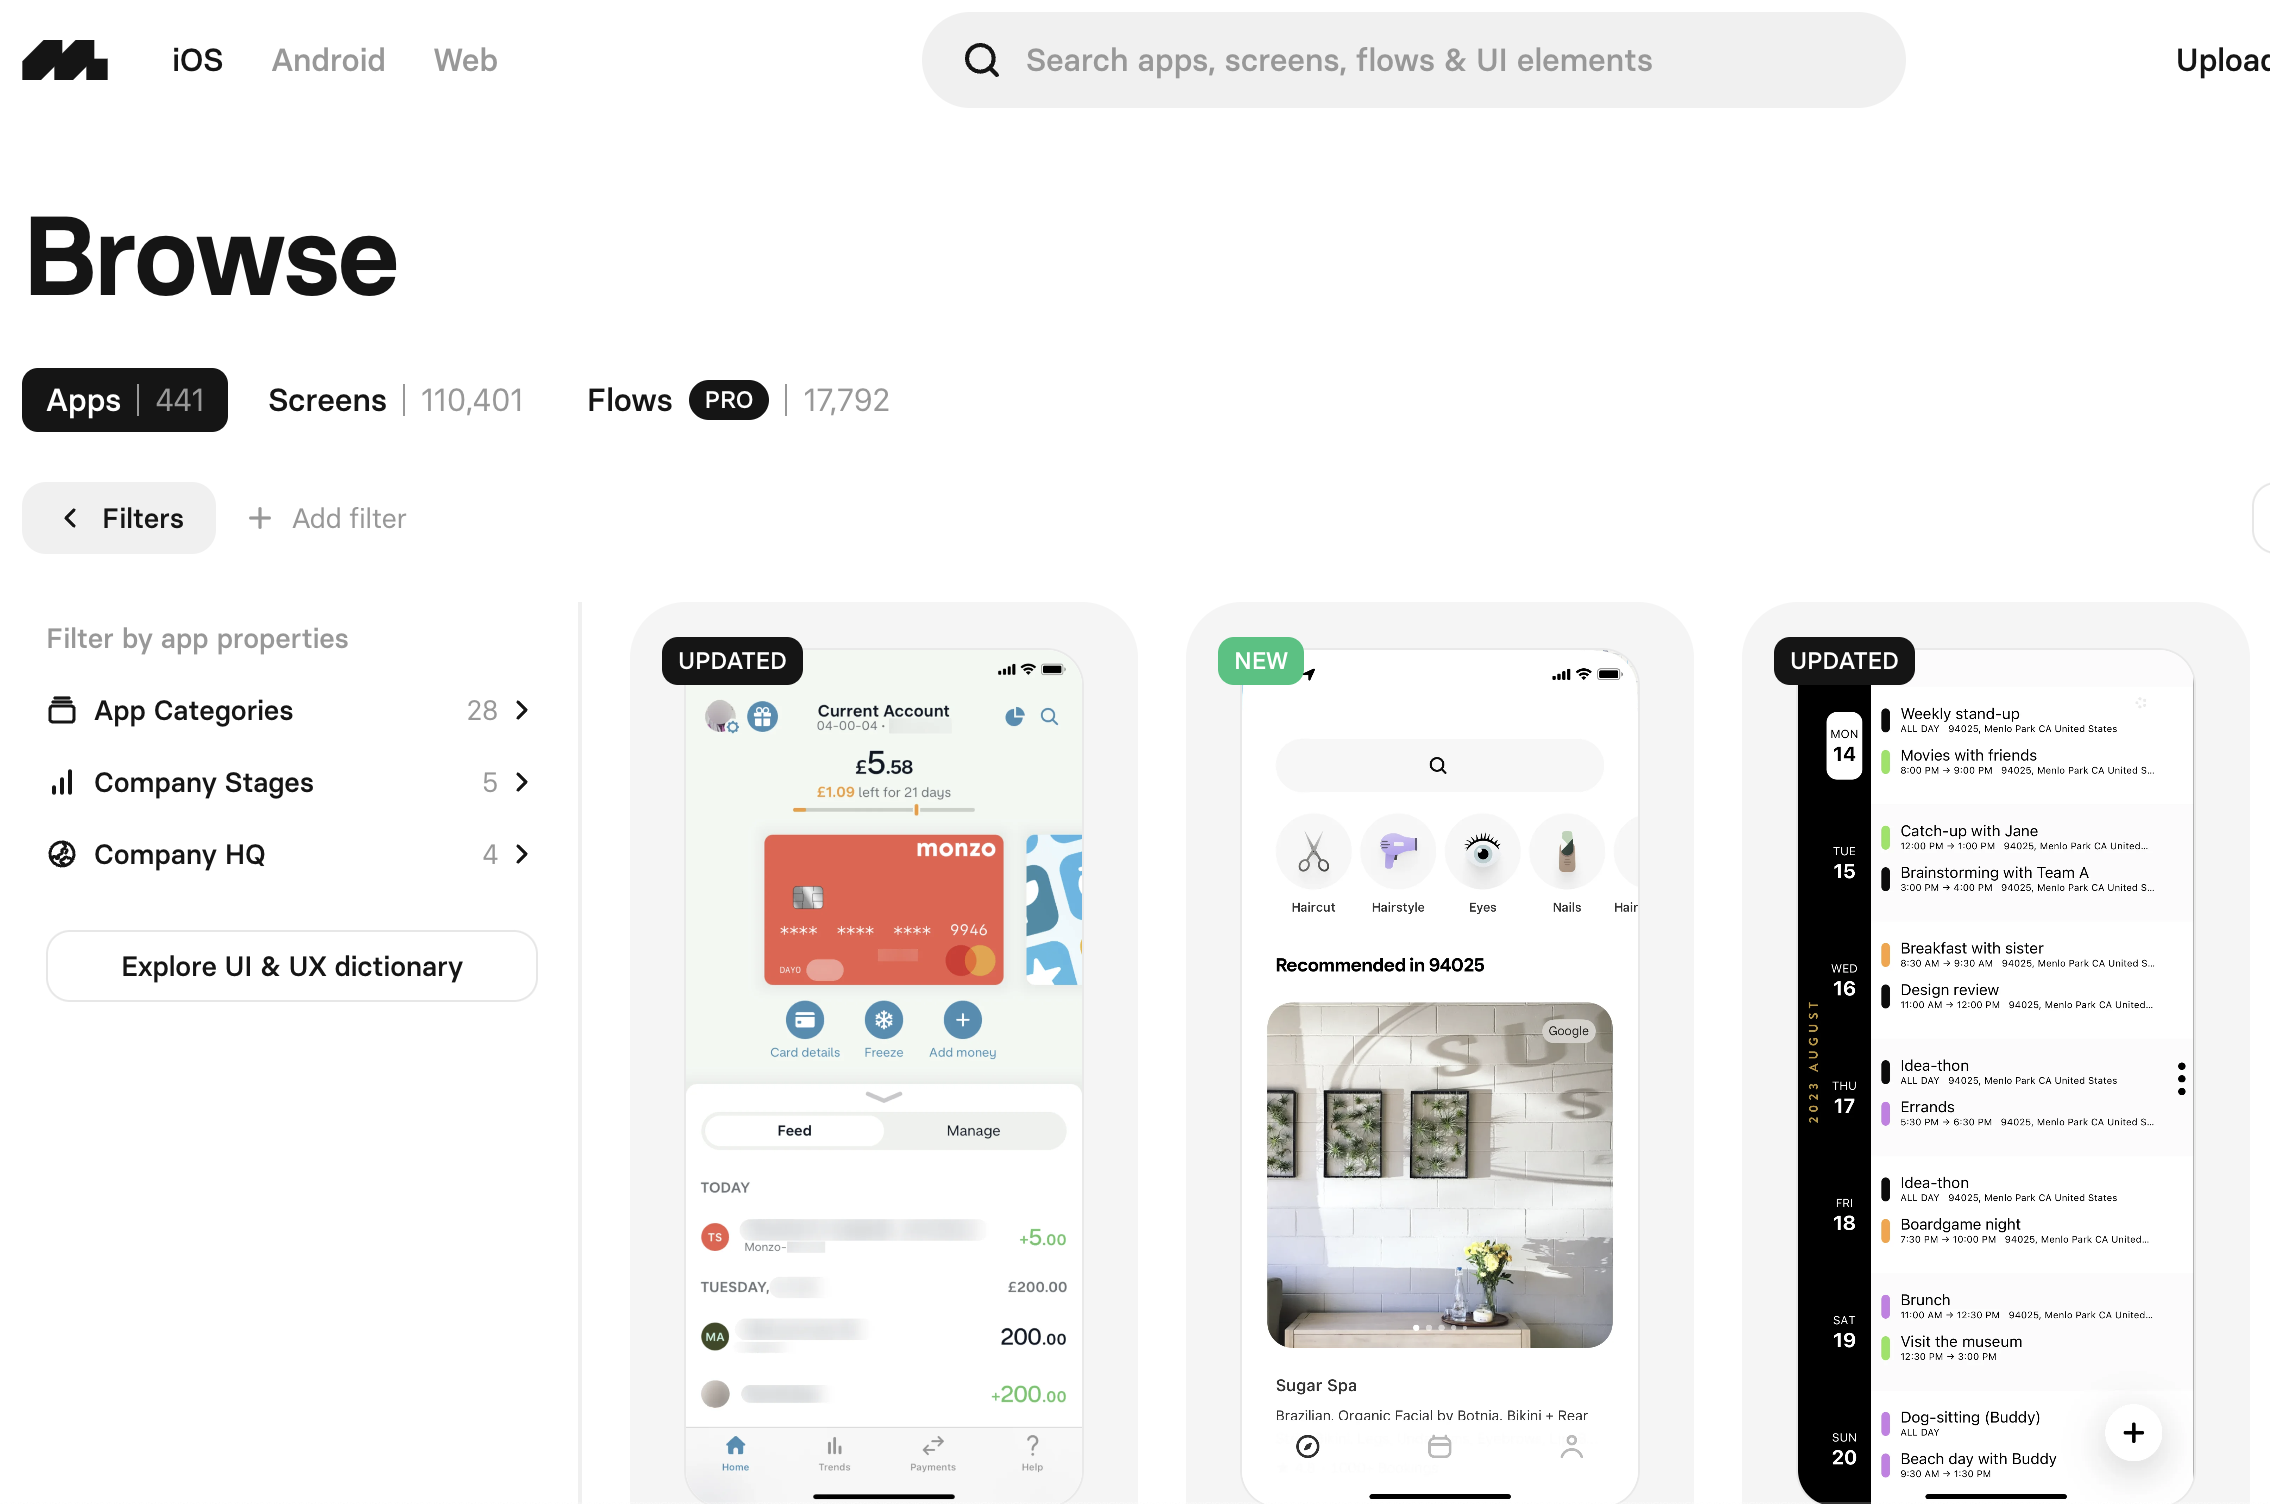 iOS Android Web
Search apps, screens, flows & UI elements
Browse
Apps | 441 Screens | 110,401 Flows PRO | 17,792
Filters + Add filter
Filter by app properties
App Categories 28
Company Stages 5
Company HQ 4
Explore UI & UX dictionary
UPDATED
Current Account
04-00-04 •
£5.58
£1.09 left for 21 days
monzo
**** **** **** 9946
DAYO
Card details Freeze Add money
Feed Manage
TODAY
TS
Monzo-
+5.00
TUESDAY, £200.00
MA
200.00
+200.00
Home Trends Payments Help
NEW
Haircut Hairstyle Eyes Nails
Recommended in 94025
Google
Sugar Spa
Brazilian, Organic Facial by Botnia, Bikini + Rear
UPDATED
2023 AUGUST
MON
14
Weekly stand-up
ALL DAY 94025, Menlo Park CA United States
Movies with friends
8:00 PM → 9:00 PM 94025, Menlo Park CA United S...
TUE
15
Catch-up with Jane
12:00 PM → 1:00 PM 94025, Menlo Park CA United...
Brainstorming with Team A
3:00 PM → 4:00 PM 94025, Menlo Park CA United S...
WED
16
Breakfast with sister
8:30 AM → 9:30 AM 94025, Menlo Park CA United S...
Design review
11:00 AM → 12:00 PM 94025, Menlo Park CA United...
THU
17
Idea-thon
ALL DAY 94025, Menlo Park CA United States
Errands
5:30 PM → 6:30 PM 94025, Menlo Park CA United S...
FRI
18
Idea-thon
ALL DAY 94025, Menlo Park CA United States
Boardgame night
7:30 PM → 10:00 PM 94025, Menlo Park CA United...
SAT
19
Brunch
11:00 AM → 12:30 PM 94025, Menlo Park CA United...
Visit the museum
12:30 PM → 3:00 PM
SUN
20
Dog-sitting (Buddy)
ALL DAY
Beach day with Buddy
9:30 AM → 1:30 PM